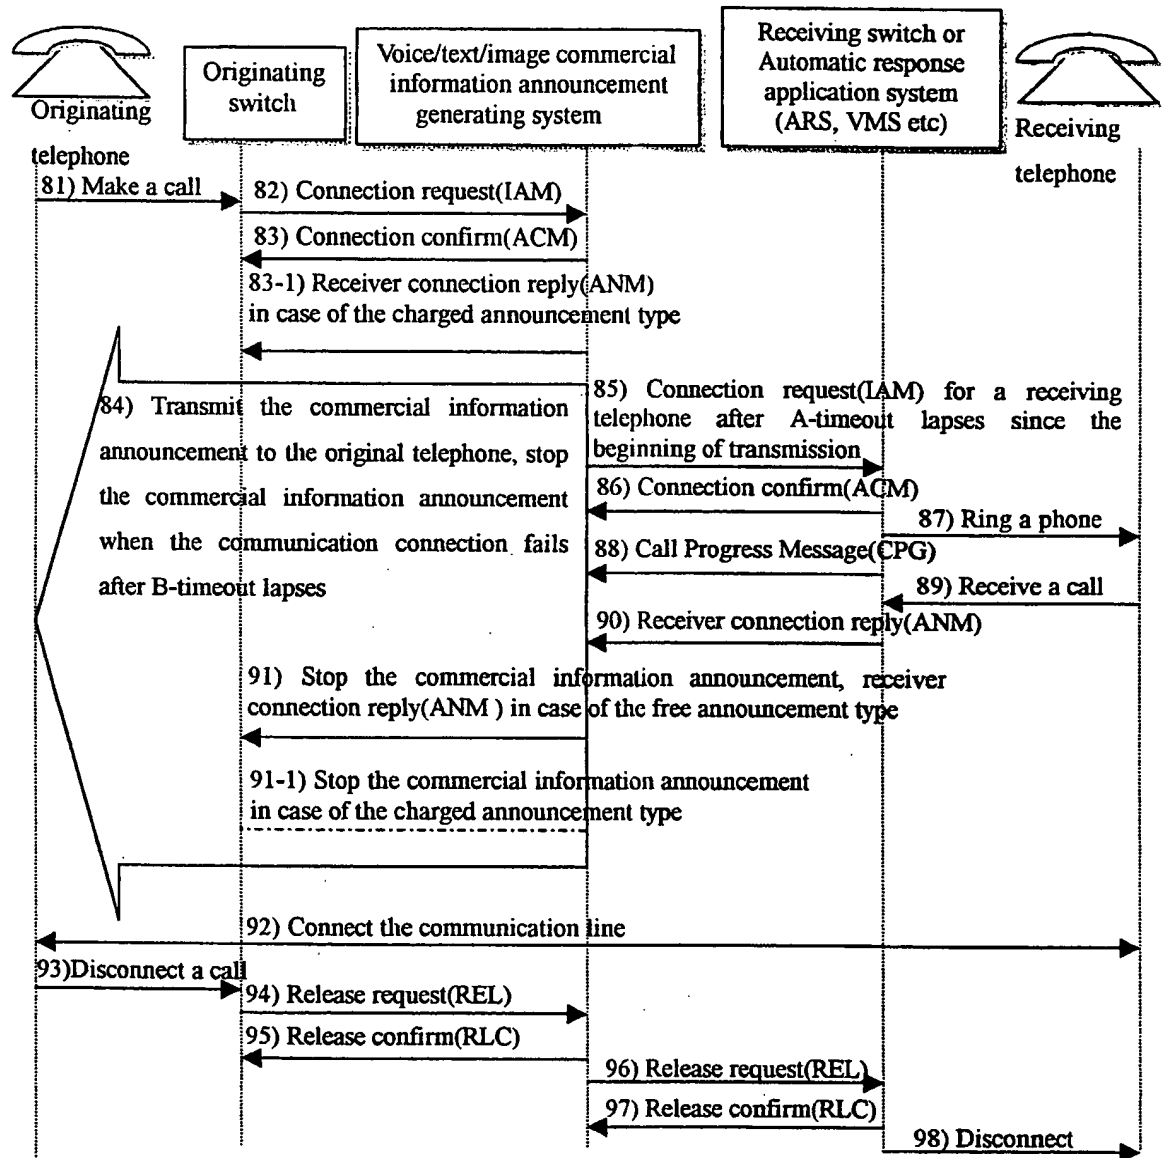 Originating
telephone
Originating
switch
Voice/text/image commercial
information announcement
generating system
Receiving switch or
Automatic response
application system
(ARS, VMS etc)
Receiving
telephone
81) Make a call
82) Connection request(IAM)
83) Connection confirm(ACM)
83-1) Receiver connection reply(ANM)
in case of the charged announcement type
84) Transmit the commercial information
announcement to the original telephone, stop
the commercial information announcement
when the communication connection fails
after B-timeout lapses
85) Connection request(IAM) for a receiving
telephone after A-timeout lapses since the
beginning of transmission
86) Connection confirm(ACM)
87) Ring a phone
88) Call Progress Message(CPG)
89) Receive a call
90) Receiver connection reply(ANM)
91) Stop the commercial information announcement, receiver
connection reply(ANM ) in case of the free announcement type
91-1) Stop the commercial information announcement
in case of the charged announcement type
92) Connect the communication line
93)Disconnect a call
94) Release request(REL)
95) Release confirm(RLC)
96) Release request(REL)
97) Release confirm(RLC)
98) Disconnect